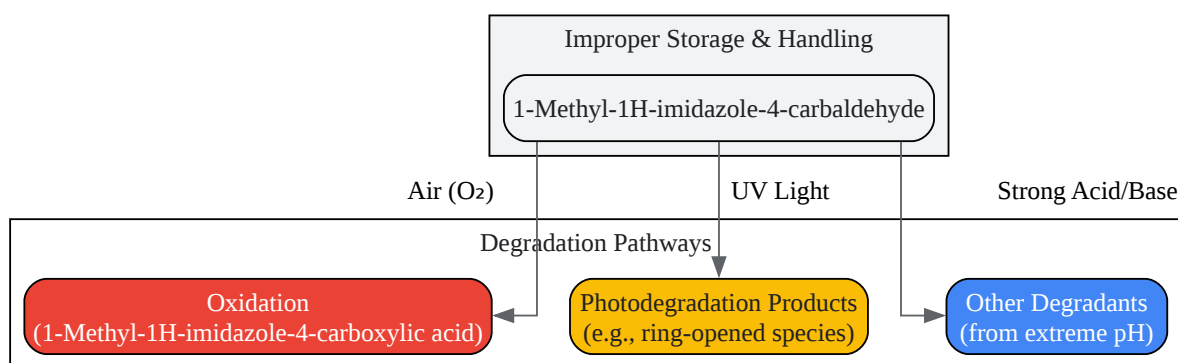 Improper Storage & Handling
1-Methyl-1H-imidazole-4-carbaldehyde
Air (O₂)
UV Light
Strong Acid/Base
Degradation Pathways
Oxidation
(1-Methyl-1H-imidazole-4-carboxylic acid)
Photodegradation Products
(e.g., ring-opened species)
Other Degradants
(from extreme pH)